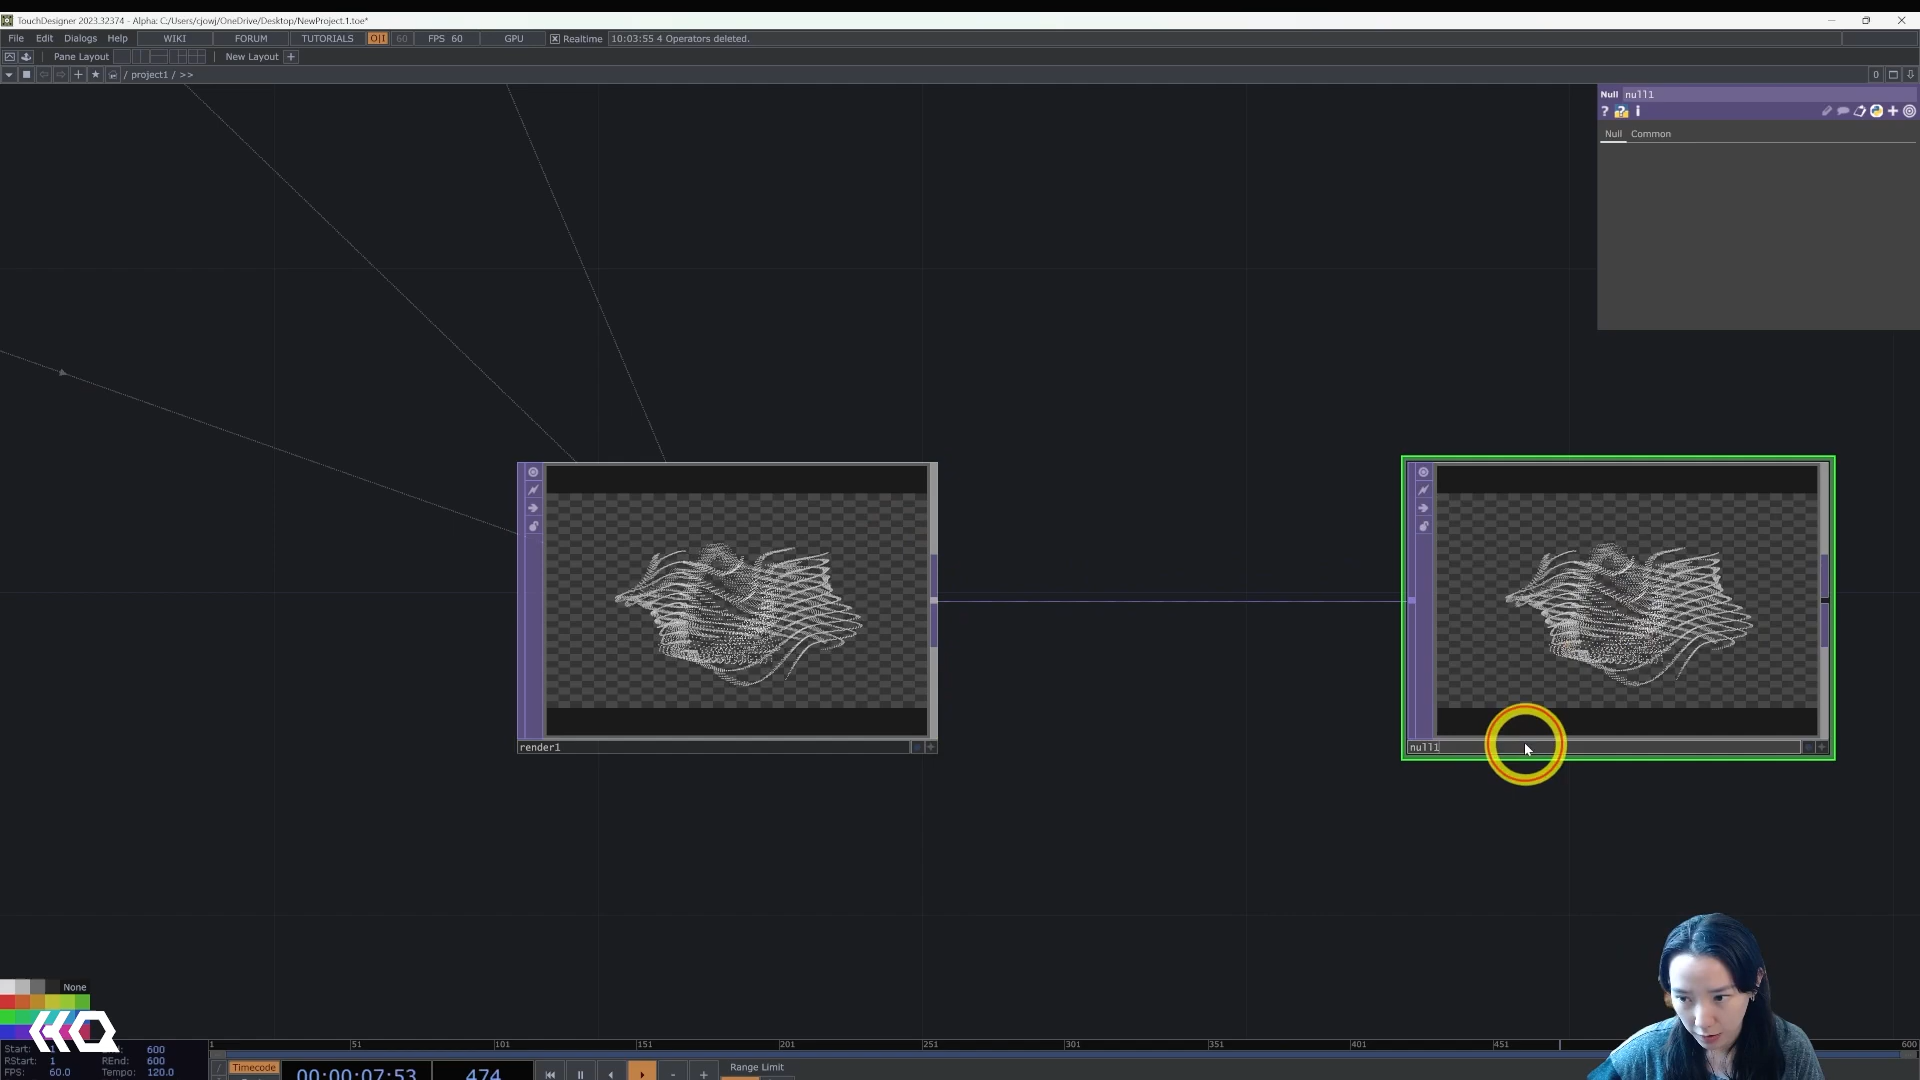 TouchDesigner 2023.32374 - Alpha: C:/Users/cjowj/OneDrive/Desktop/NewProject.1.toe*
File Edit Dialogs Help WIKI FORUM TUTORIALS O|I 60 FPS 60 GPU Realtime 10:03:55 4 Operators deleted.
Pane Layout New Layout +
/ project1 / >> 0
Null null1
? ? i
Null Common
render1
null1
None
Start: 1 600
RStart: 1 REnd: 600
FPS: 60.0 Tempo: 120.0
1 51 101 151 201 251 301 351 401 451 600
Timecode 00:00:07:53 474 - + Range Limit